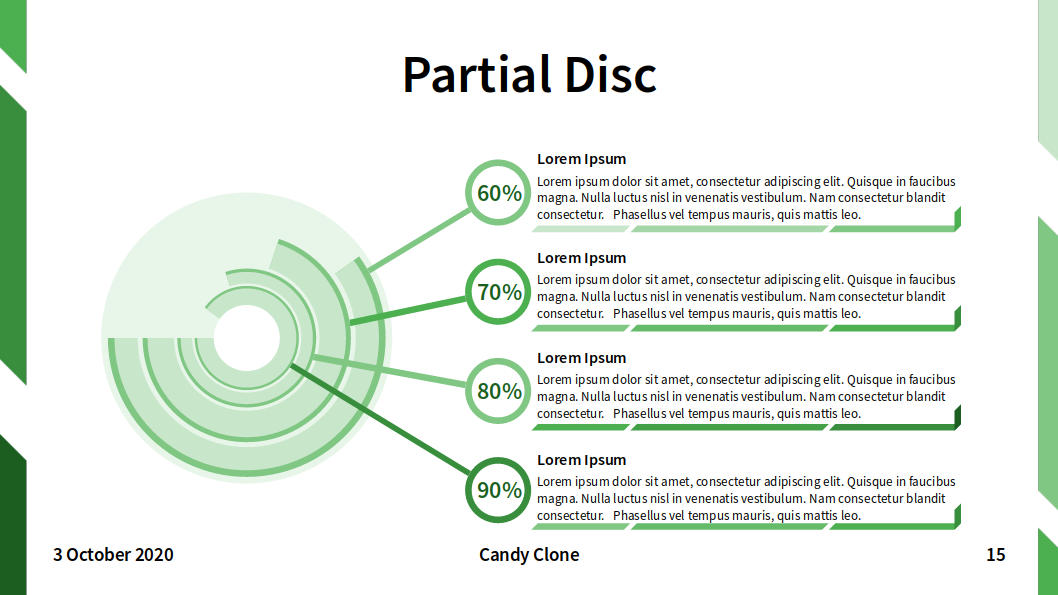 Partial Disc
60%
Lorem Ipsum
Lorem ipsum dolor sit amet, consectetur adipiscing elit. Quisque in faucibus
magna. Nulla luctus nisl in venenatis vestibulum. Nam consectetur blandit
consectetur.   Phasellus vel tempus mauris, quis mattis leo.
70%
Lorem Ipsum
Lorem ipsum dolor sit amet, consectetur adipiscing elit. Quisque in faucibus
magna. Nulla luctus nisl in venenatis vestibulum. Nam consectetur blandit
consectetur.   Phasellus vel tempus mauris, quis mattis leo.
80%
Lorem Ipsum
Lorem ipsum dolor sit amet, consectetur adipiscing elit. Quisque in faucibus
magna. Nulla luctus nisl in venenatis vestibulum. Nam consectetur blandit
consectetur.   Phasellus vel tempus mauris, quis mattis leo.
90%
Lorem Ipsum
Lorem ipsum dolor sit amet, consectetur adipiscing elit. Quisque in faucibus
magna. Nulla luctus nisl in venenatis vestibulum. Nam consectetur blandit
consectetur.   Phasellus vel tempus mauris, quis mattis leo.
3 October 2020
Candy Clone
15